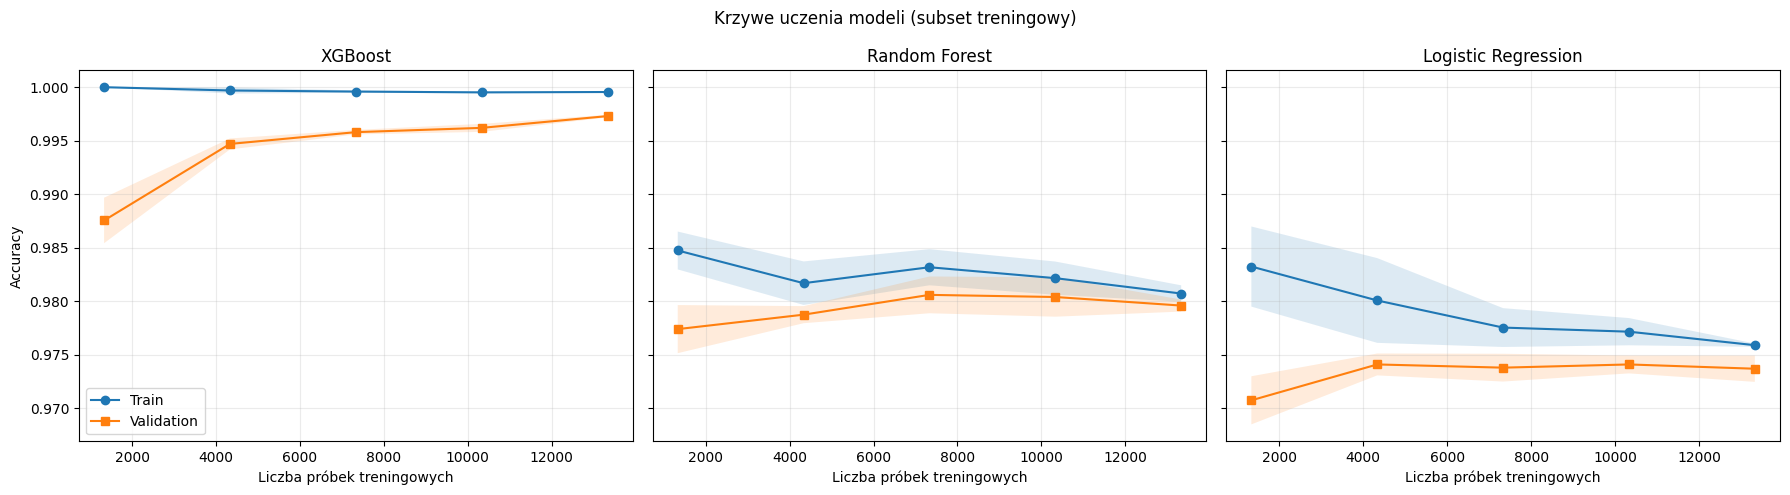 Krzywe uczenia modeli (subset treningowy)
XGBoost
Random Forest
Logistic Regression
1.000
0.995
0.990
0.985
0.980
0.975
0.970
Accuracy
Train
Validation
2000 4000 6000 8000 10000 12000
2000 4000 6000 8000 10000 12000
2000 4000 6000 8000 10000 12000
Liczba próbek treningowych
Liczba próbek treningowych
Liczba próbek treningowych